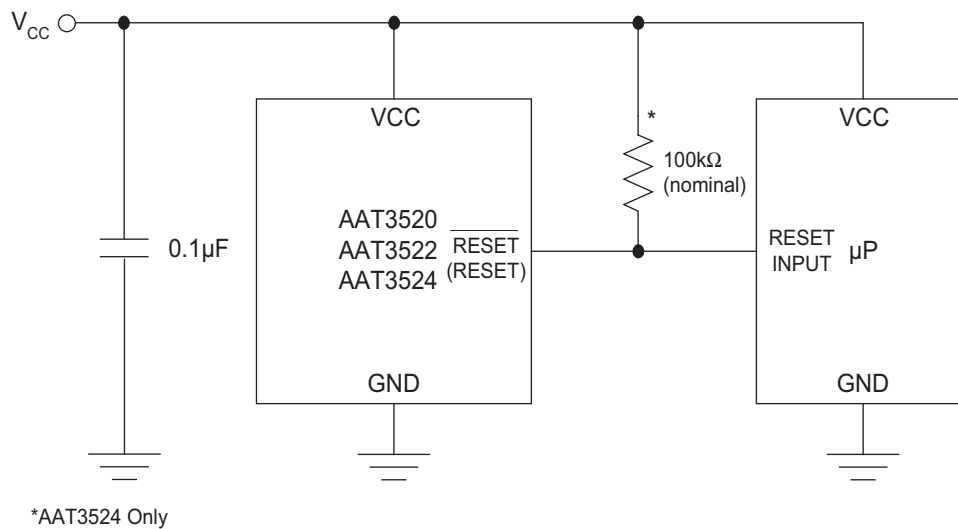 VCC
VCC
VCC
*
100kΩ
(nominal)
0.1µF
AAT3520
AAT3522
AAT3524
RESET
(RESET)
RESET
INPUT
µP
GND
GND
*AAT3524 Only